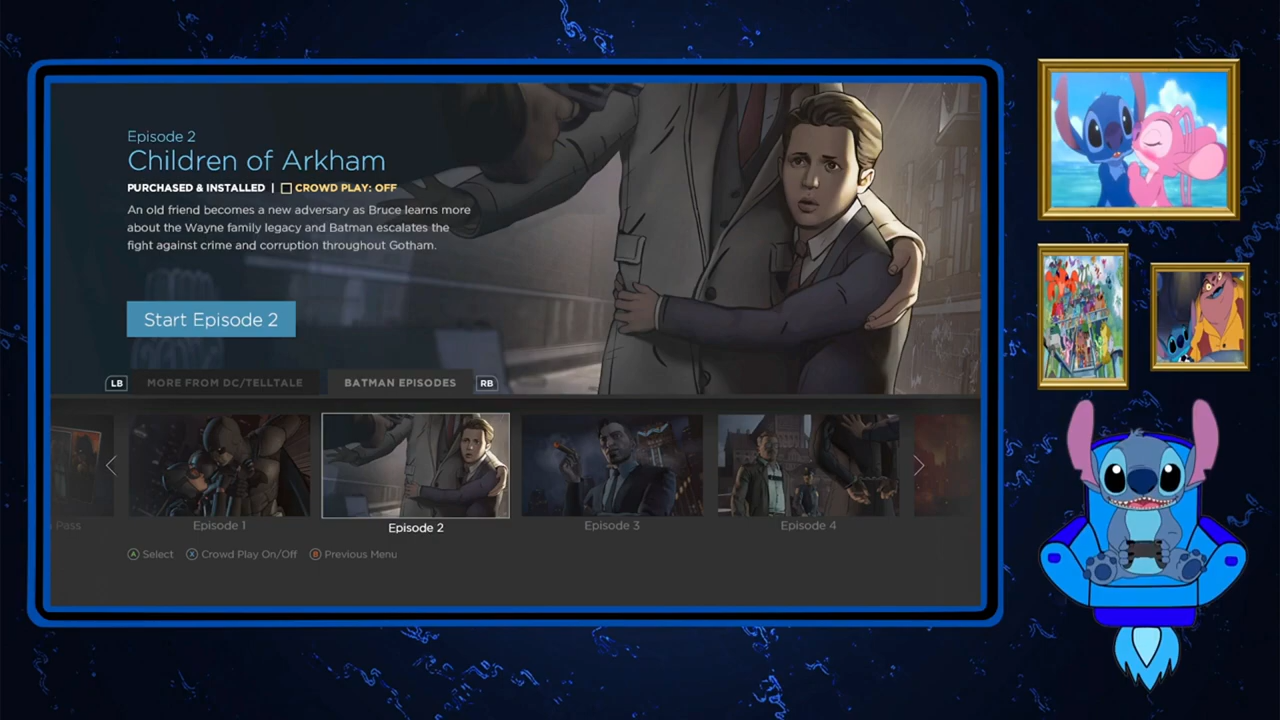 Episode 2
Children of Arkham
PURCHASED & INSTALLED | CROWD PLAY: OFF
An old friend becomes a new adversary as Bruce learns more
about the Wayne family legacy and Batman escalates the
fight against crime and corruption throughout Gotham.
Start Episode 2
LB MORE FROM DC/TELLTALE BATMAN EPISODES RB
Pass Episode 1 Episode 2 Episode 3 Episode 4
A Select X Crowd Play On/Off B Previous Menu